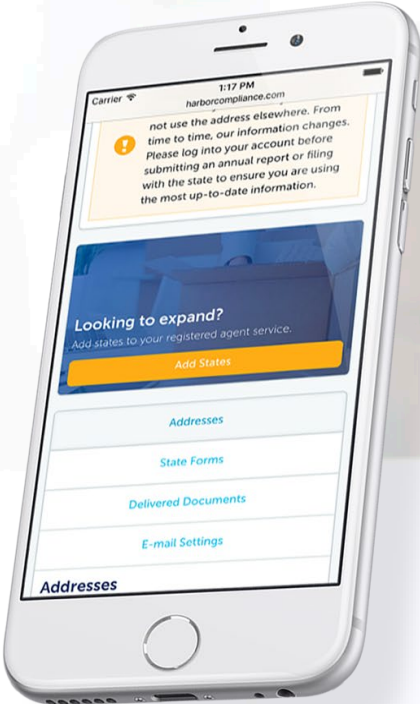 Carrier
1:17 PM
harborcompliance.com
not use the address elsewhere. From
time to time, our information changes.
Please log into your account before
submitting an annual report or filing
with the state to ensure you are using
the most up-to-date information.
Looking to expand?
Add states to your registered agent service.
Add States
Addresses
State Forms
Delivered Documents
E-mail Settings
Addresses